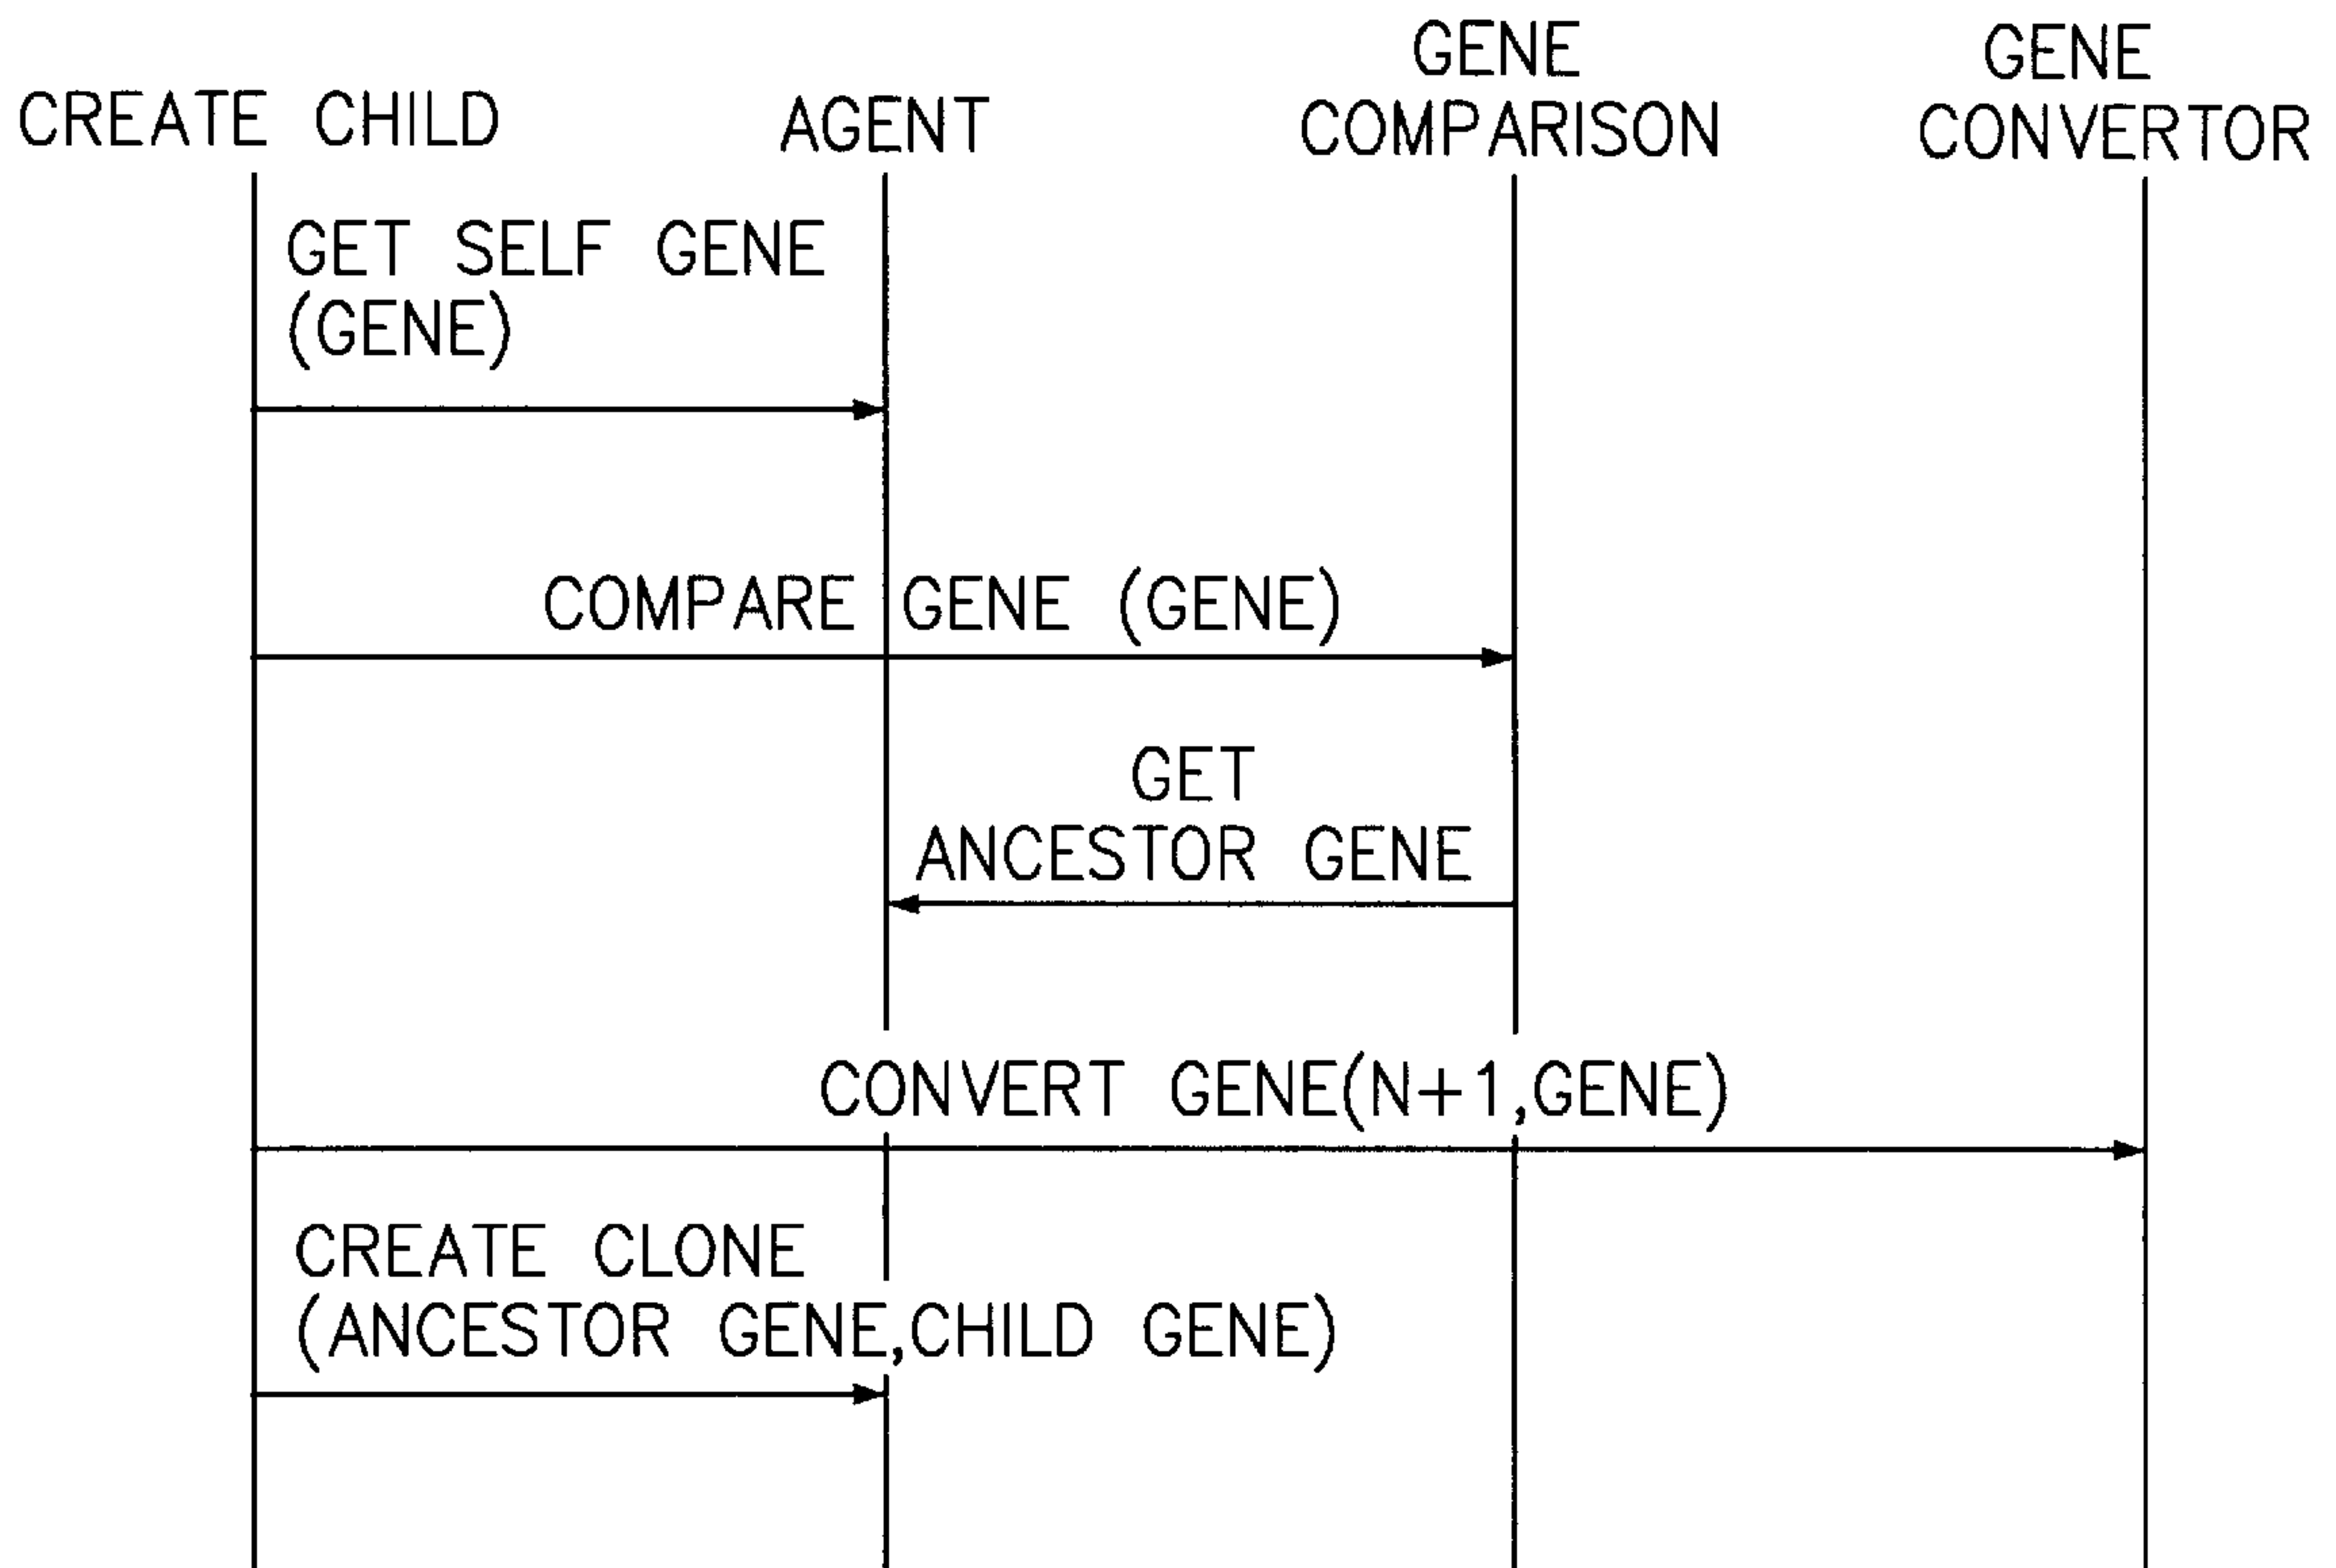 CREATE CHILD
AGENT
GENE
COMPARISON
GENE
CONVERTOR
GET SELF GENE
(GENE)
COMPARE GENE (GENE)
GET
ANCESTOR GENE
CONVERT GENE(N+1,GENE)
CREATE CLONE
(ANCESTOR GENE,CHILD GENE)